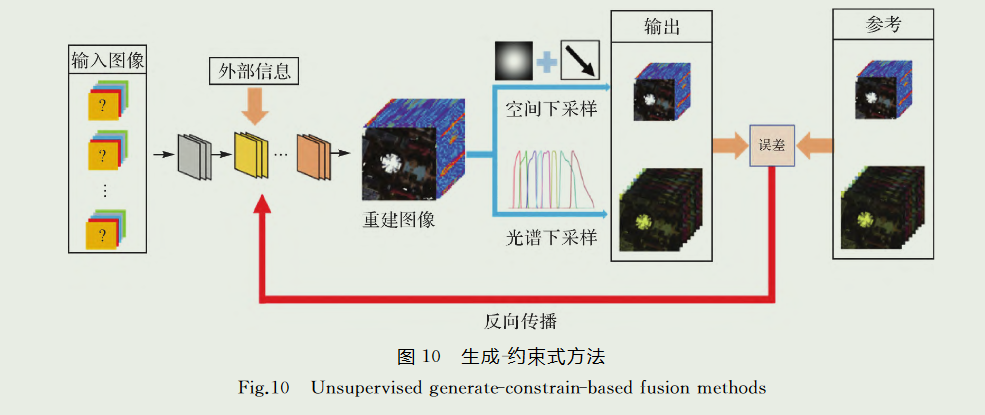 输入图像
?
?
⋮
?
外部信息
…
重建图像
空间下采样
光谱下采样
输出
误差
参考
反向传播
图 10 生成-约束式方法
Fig.10 Unsupervised generate-constrain-based fusion methods